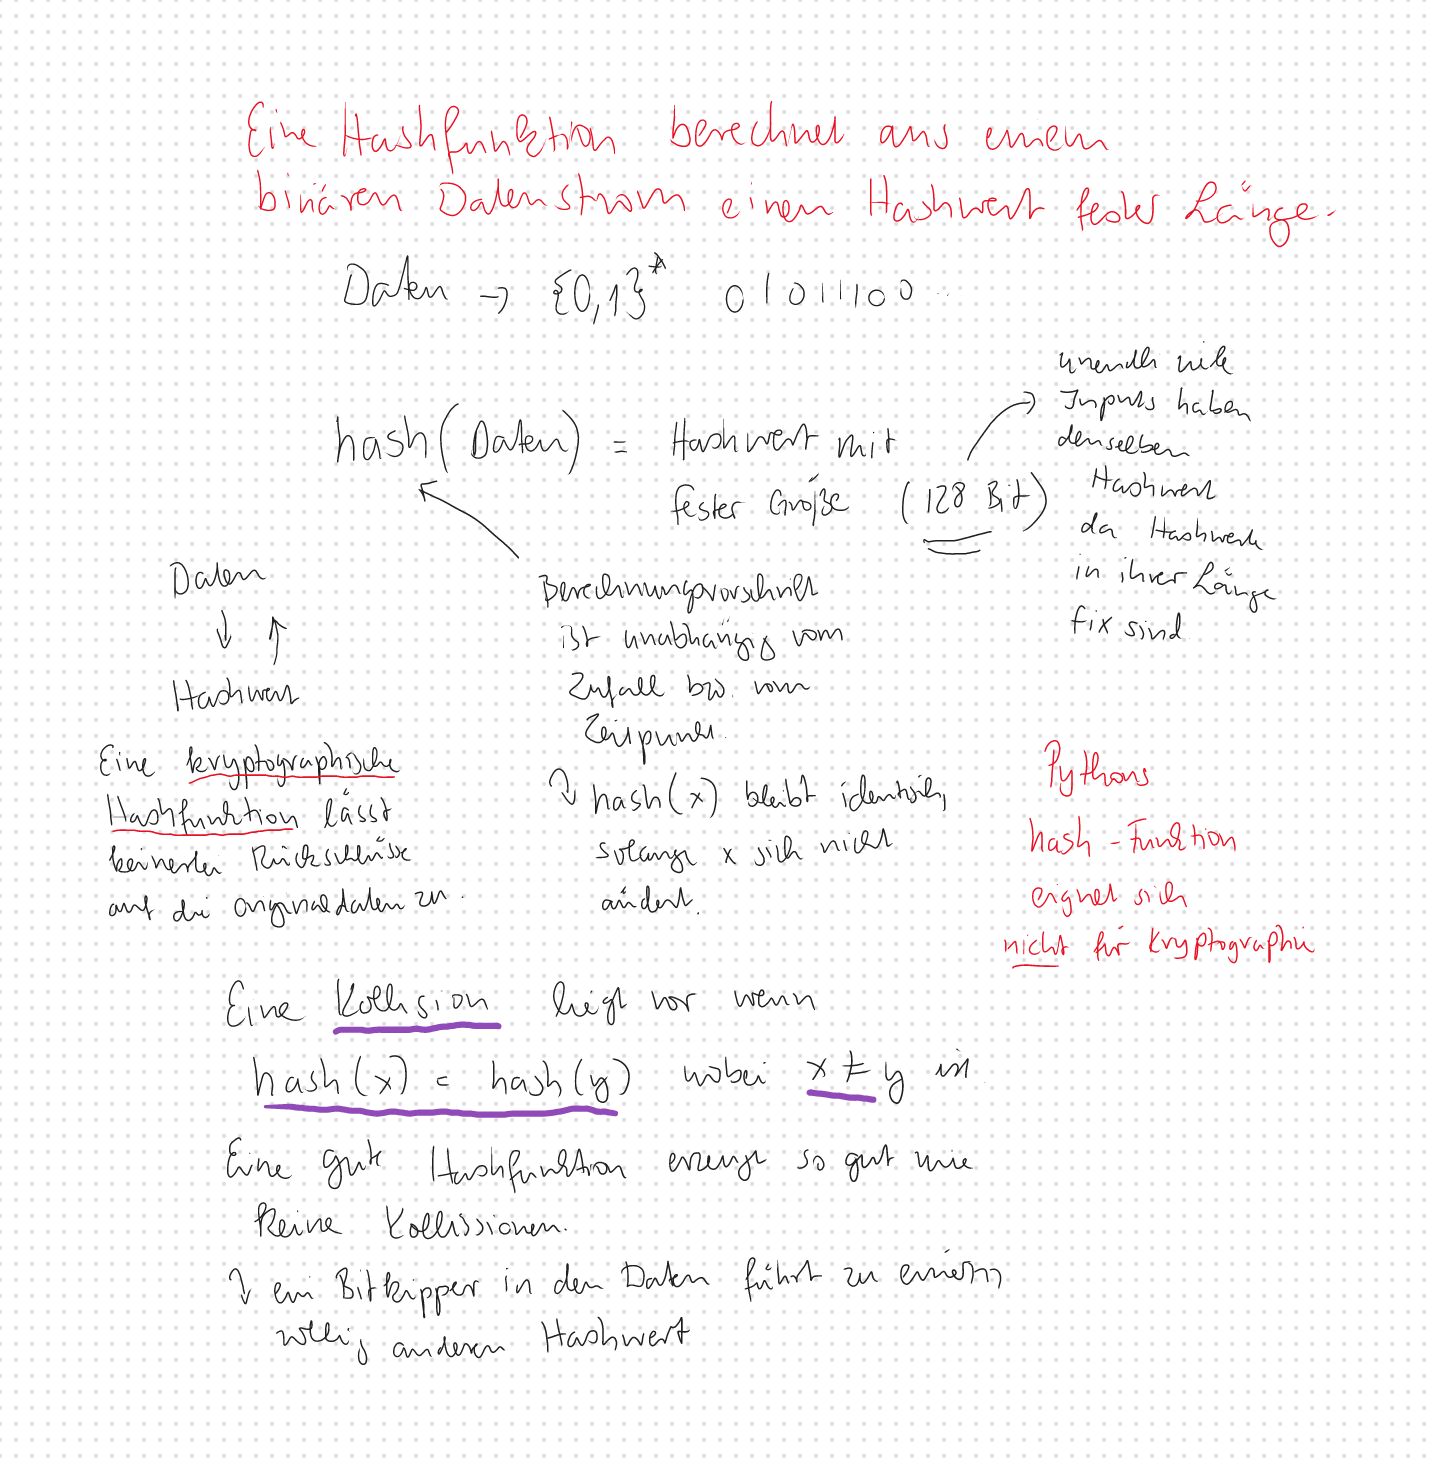 Eine Hashfunktion berechnet aus einem
binären Datenstrom einen Hashwert fester Länge.
Daten → {0,1}* 01011100..
hash(Daten) = Hashwert mit
fester Größe (128 Bit)
unendl. viele
Inputs haben
denselben
Hashwert
da Hashwerte
in ihrer Länge
fix sind
Daten
↓ ↑
Hashwert
Eine kryptographische
Hashfunktion lässt
keinerlei Rückschlüsse
auf die Originaldaten zu
Berechnungsvorschrift
ist unabhängig vom
Zufall bzw. vom
Zeitpunkt.
↓ hash(x) bleibt identisch,
solange x sich nicht
ändert.
Pythons
hash-Funktion
eignet sich
nicht für Kryptographie
Eine Kollision liegt vor wenn
hash(x) = hash(y) wobei x ≠ y ist
Eine gute Hashfunktion erzeugt so gut wie
keine Kollissionen.
↓ ein Bitkipper in den Daten führt zu einem
völlig anderen Hashwert